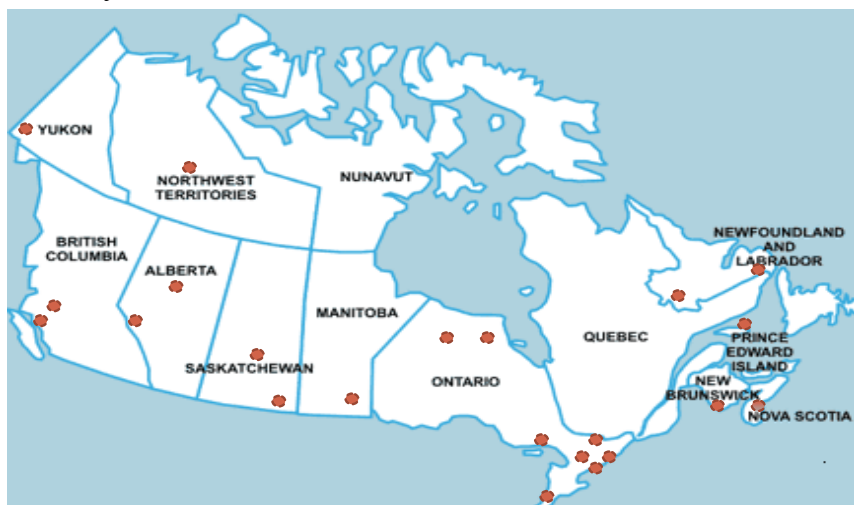 YUKON
NORTHWEST
TERRITORIES
NUNAVUT
BRITISH
COLUMBIA
ALBERTA
SASKATCHEWAN
MANITOBA
ONTARIO
QUEBEC
NEWFOUNDLAND
AND
LABRADOR
PRINCE
EDWARD
ISLAND
NEW
BRUNSWICK
NOVA SCOTIA